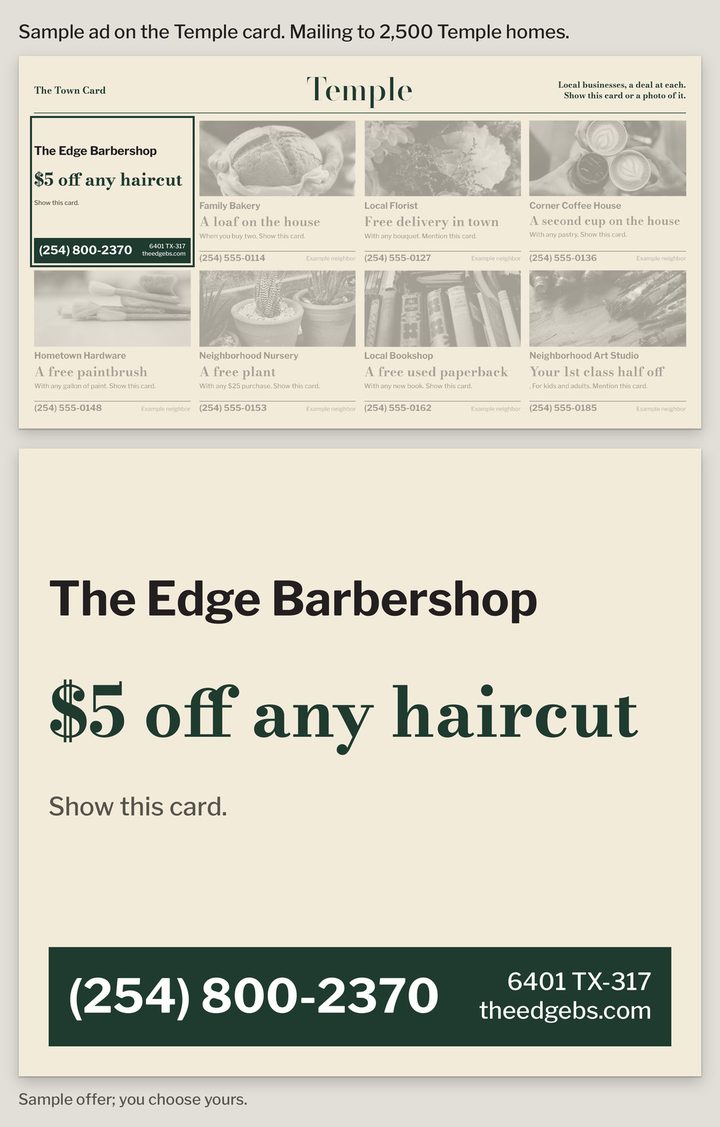 Sample ad on the Temple card. Mailing to 2,500 Temple homes.
The Town Card
Temple
Local businesses, a deal at each.
Show this card or a photo of it.
The Edge Barbershop
$5 off any haircut
Show this card.
(254) 800-2370
6401 TX-317
theedgebs.com
Family Bakery
A loaf on the house
When you buy two. Show this card.
(254) 555-0114
Example neighbor
Local Florist
Free delivery in town
With any bouquet. Mention this card.
(254) 555-0127
Example neighbor
Corner Coffee House
A second cup on the house
With any pastry. Show this card.
(254) 555-0136
Example neighbor
Hometown Hardware
A free paintbrush
With any gallon of paint. Show this card.
(254) 555-0148
Example neighbor
Neighborhood Nursery
A free plant
With any $25 purchase. Show this card.
(254) 555-0153
Example neighbor
Local Bookshop
A free used paperback
With any new book. Show this card.
(254) 555-0162
Example neighbor
Neighborhood Art Studio
Your 1st class half off
For kids and adults. Mention this card.
(254) 555-0185
Example neighbor
The Edge Barbershop
$5 off any haircut
Show this card.
(254) 800-2370
6401 TX-317
theedgebs.com
Sample offer; you choose yours.